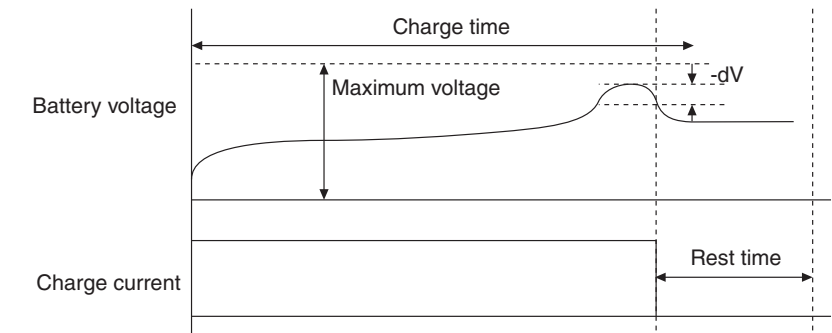 Charge time
-dV
Maximum voltage
Battery voltage
Rest time
Charge current